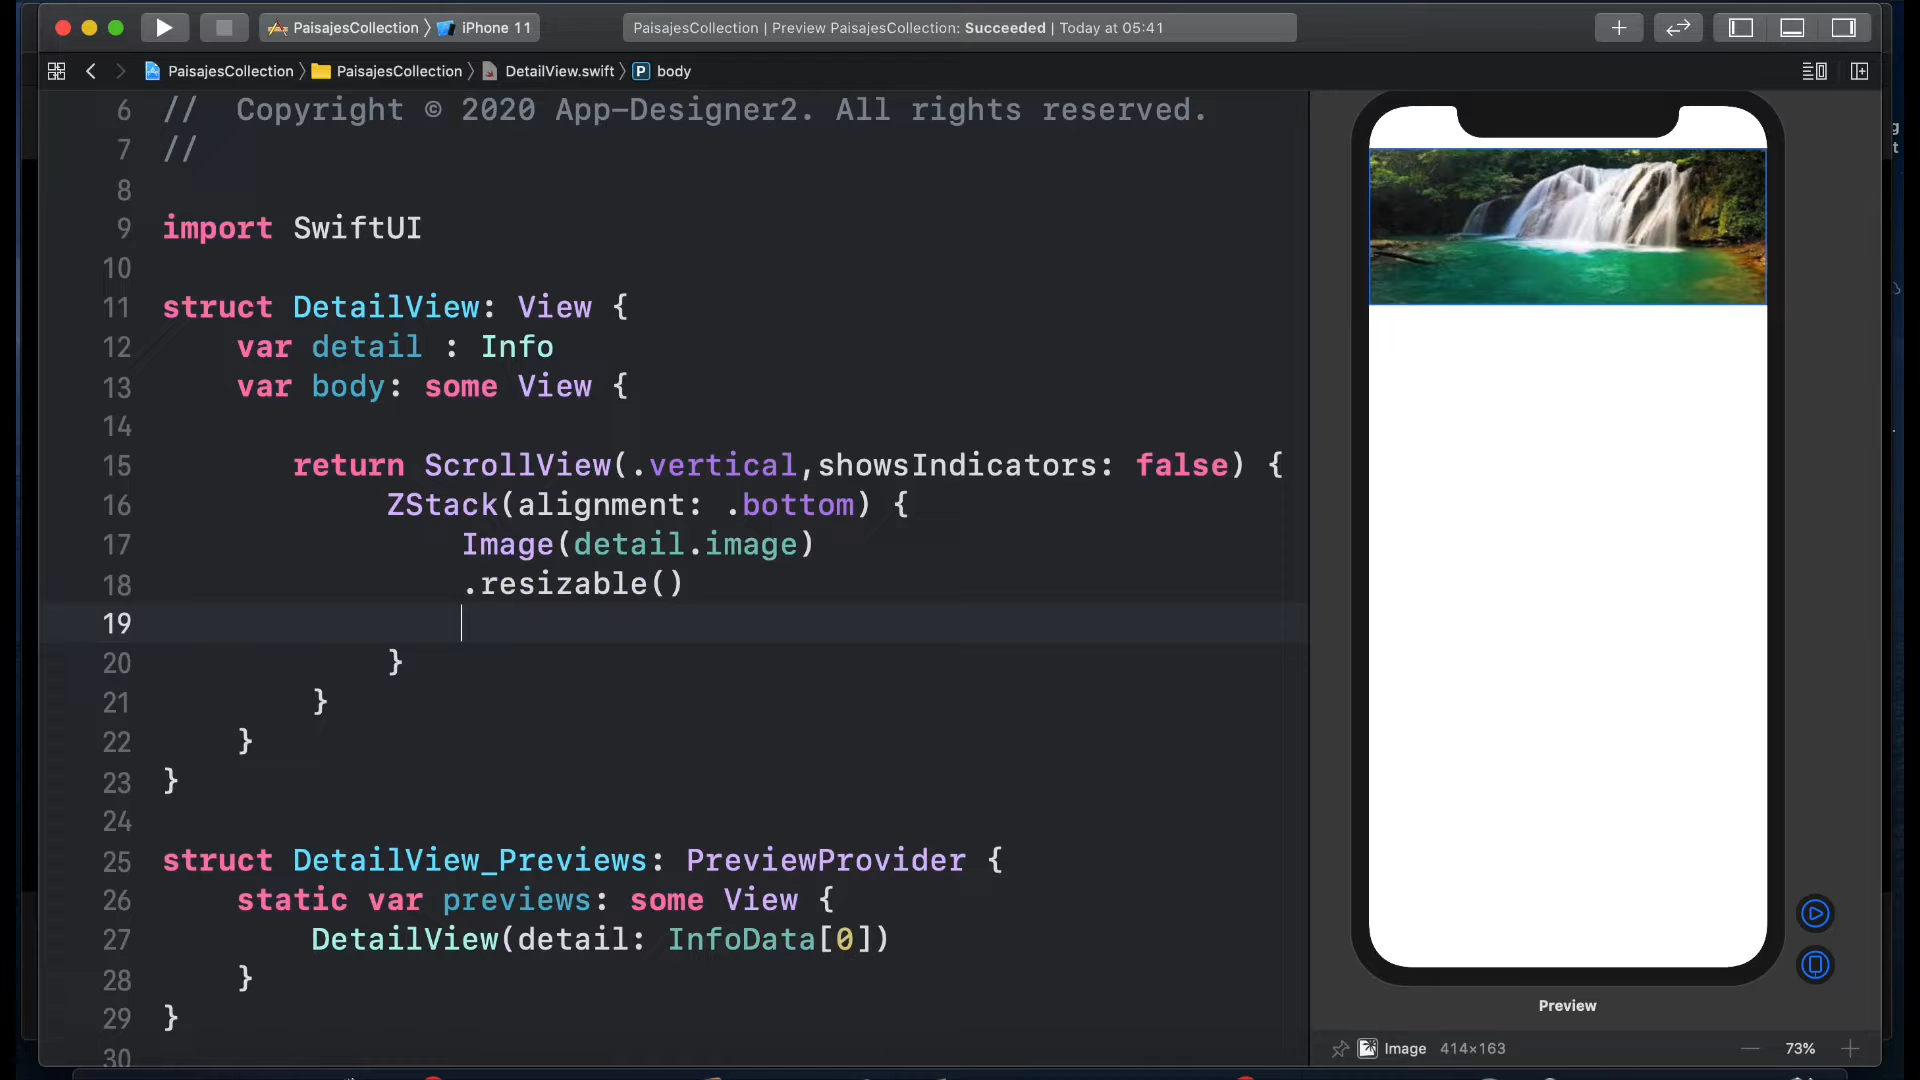 PaisajesCollection 〉 iPhone 11
PaisajesCollection | Preview PaisajesCollection: Succeeded | Today at 05:41
PaisajesCollection 〉 PaisajesCollection 〉 DetailView.swift 〉 P body
6 //  Copyright © 2020 App-Designer2. All rights reserved.
7 //
8
9 import SwiftUI
10
11 struct DetailView: View {
12     var detail : Info
13     var body: some View {
14
15        return ScrollView(.vertical,showsIndicators: false) {
16             ZStack(alignment: .bottom) {
17                 Image(detail.image)
18                 .resizable()
19
20             }
21         }
22     }
23 }
24
25 struct DetailView_Previews: PreviewProvider {
26     static var previews: some View {
27         DetailView(detail: InfoData[0])
28     }
29 }
30
Preview
Image 414×163
73%